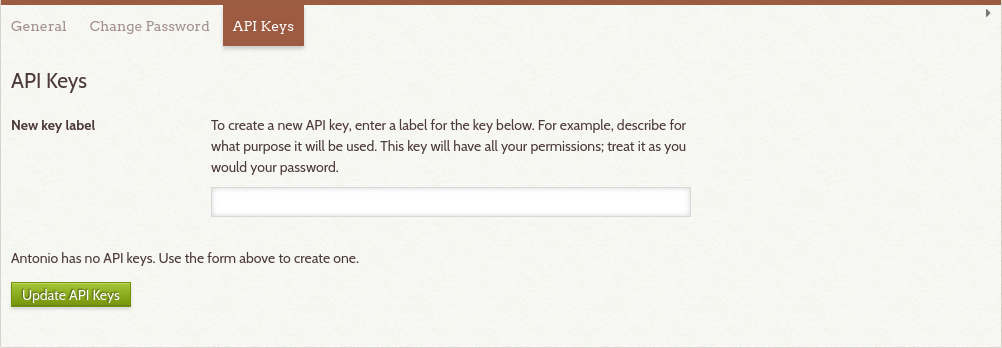 General Change Password API Keys
API Keys
New key label
To create a new API key, enter a label for the key below. For example, describe for
what purpose it will be used. This key will have all your permissions; treat it as you
would your password.
Antonio has no API keys. Use the form above to create one.
Update API Keys